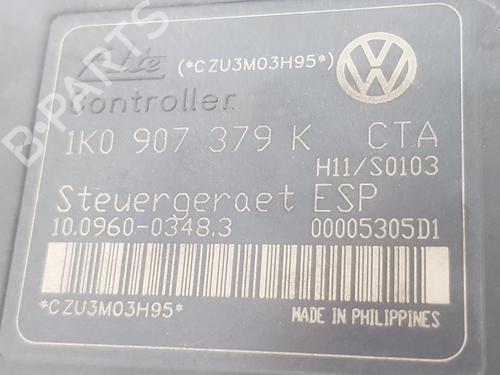 Ate (*CZU3M03H95*)
Controller
1K0 907 379 K CTA
H11/S0103
Steuergeraet ESP
10.0960-0348.3 00005305D1
*CZU3M03H95*
MADE IN PHILIPPINES
B-PARTS